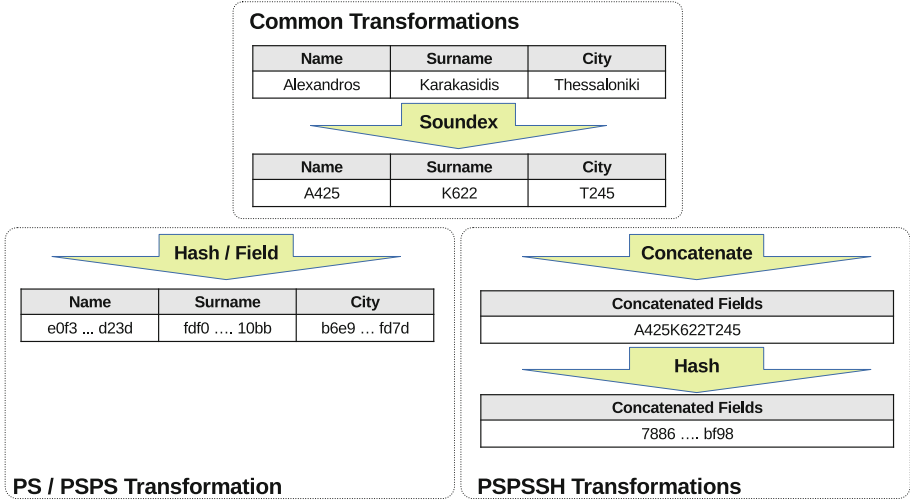 Common Transformations
Name Surname City
Alexandros Karakasidis Thessaloniki
Soundex
Name Surname City
A425 K622 T245
Hash / Field
Name Surname City
e0f3 ... d23d fdf0 .... 10bb b6e9 ... fd7d
PS / PSPS Transformation
Concatenate
Concatenated Fields
A425K622T245
Hash
Concatenated Fields
7886 .... bf98
PSPSSH Transformations